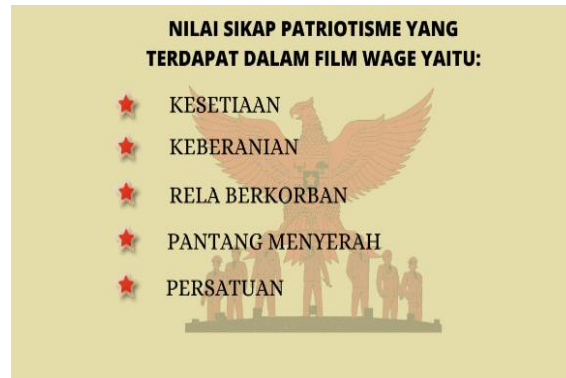 NILAI SIKAP PATRIOTISME YANG
TERDAPAT DALAM FILM WAGE YAITU:
KESETIAAN
KEBERANIAN
RELA BERKORBAN
PANTANG MENYERAH
PERSATUAN